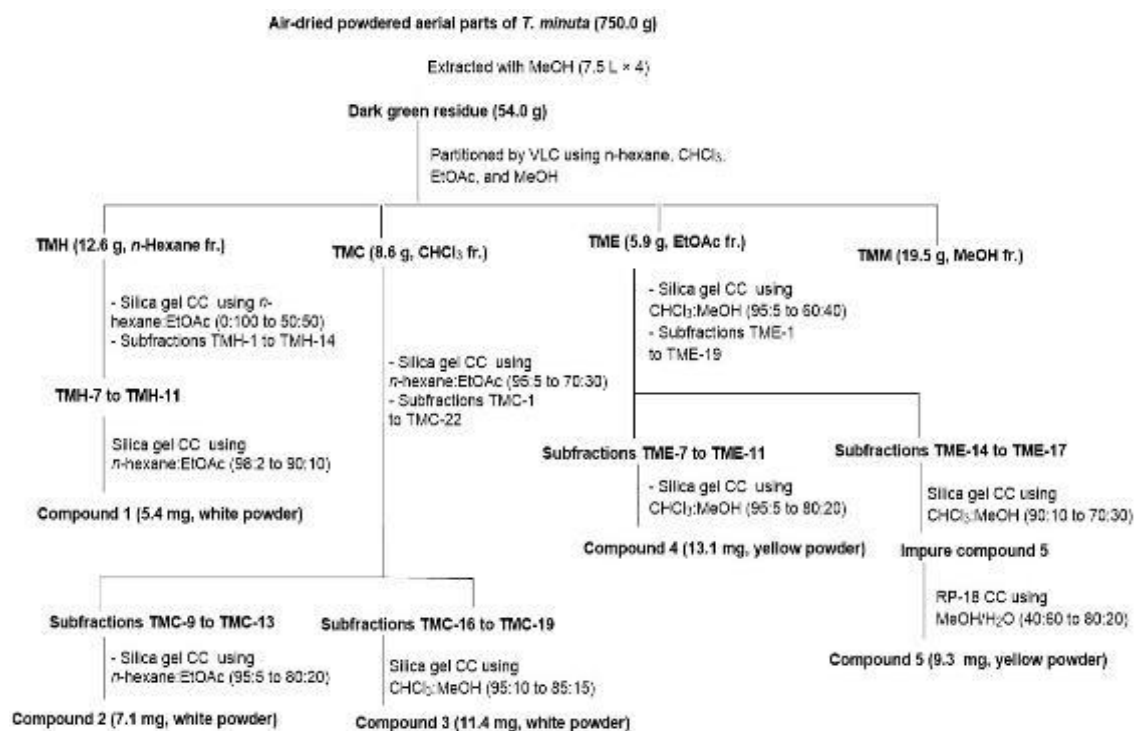 Air-dried powdered aerial parts of T. minuta (750.0 g)
Extracted with MeOH (7.5 L × 4)
Dark green residue (54.0 g)
Partitioned by VLC using n-hexane, CHCl₃,
EtOAc, and MeOH
TMH (12.6 g, n-Hexane fr.)
TMC (8.6 g, CHCl₃ fr.)
TME (5.9 g, EtOAc fr.)
TMM (19.5 g, MeOH fr.)
- Silica gel CC using n-
hexane:EtOAc (0:100 to 50:50)
- Subfractions TMH-1 to TMH-14
TMH-7 to TMH-11
Silica gel CC using
n-hexane:EtOAc (98:2 to 90:10)
Compound 1 (5.4 mg, white powder)
- Silica gel CC using
n-hexane:EtOAc (95:5 to 70:30)
- Subfractions TMC-1
to TMC-22
- Silica gel CC using
CHCl₃:MeOH (95:5 to 60:40)
- Subfractions TME-1
to TME-19
Subfractions TME-7 to TME-11
- Silica gel CC using
CHCl₃:MeOH (95:5 to 80:20)
Compound 4 (13.1 mg, yellow powder)
Subfractions TME-14 to TME-17
Silica gel CC using
CHCl₃:MeOH (90:10 to 70:30)
Impure compound 5
RP-18 CC using
MeOH/H₂O (40:60 to 80:20)
Compound 5 (9.3 mg, yellow powder)
Subfractions TMC-9 to TMC-13
- Silica gel CC using
n-hexane:EtOAc (95:5 to 80:20)
Compound 2 (7.1 mg, white powder)
Subfractions TMC-16 to TMC-19
Silica gel CC using
CHCl₃:MeOH (95:10 to 85:15)
Compound 3 (11.4 mg, white powder)